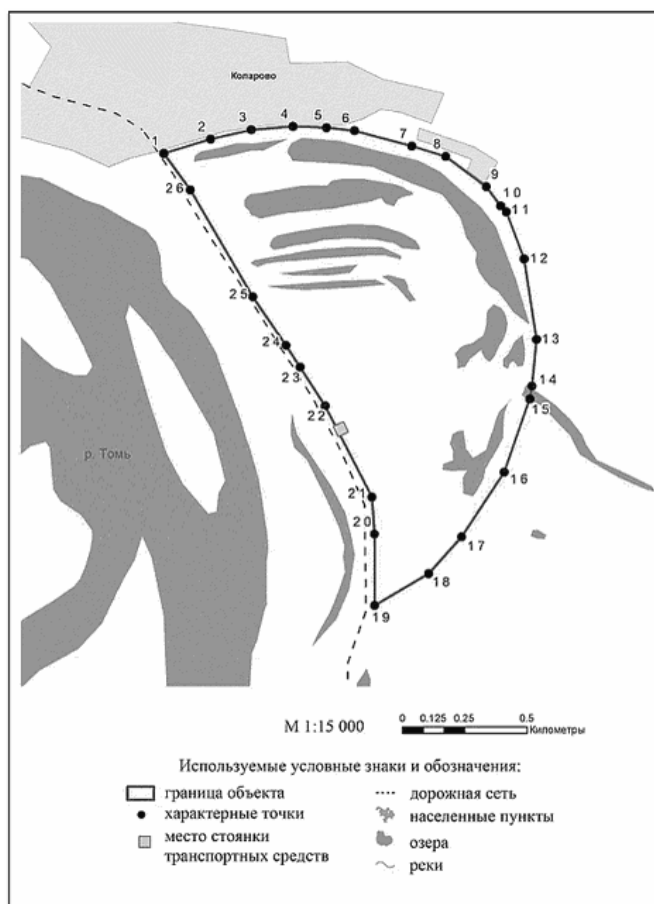 Коларово
1
2
3
4
5
6
7
8
9
10
11
12
13
14
15
16
17
18
19
20
21
22
23
24
25
26
р. Томь
М 1:15 000
0 0.125 0.25 0.5
Километры
Используемые условные знаки и обозначения:
граница объекта
характерные точки
место стоянки
транспортных средств
дорожная сеть
населенные пункты
озера
реки